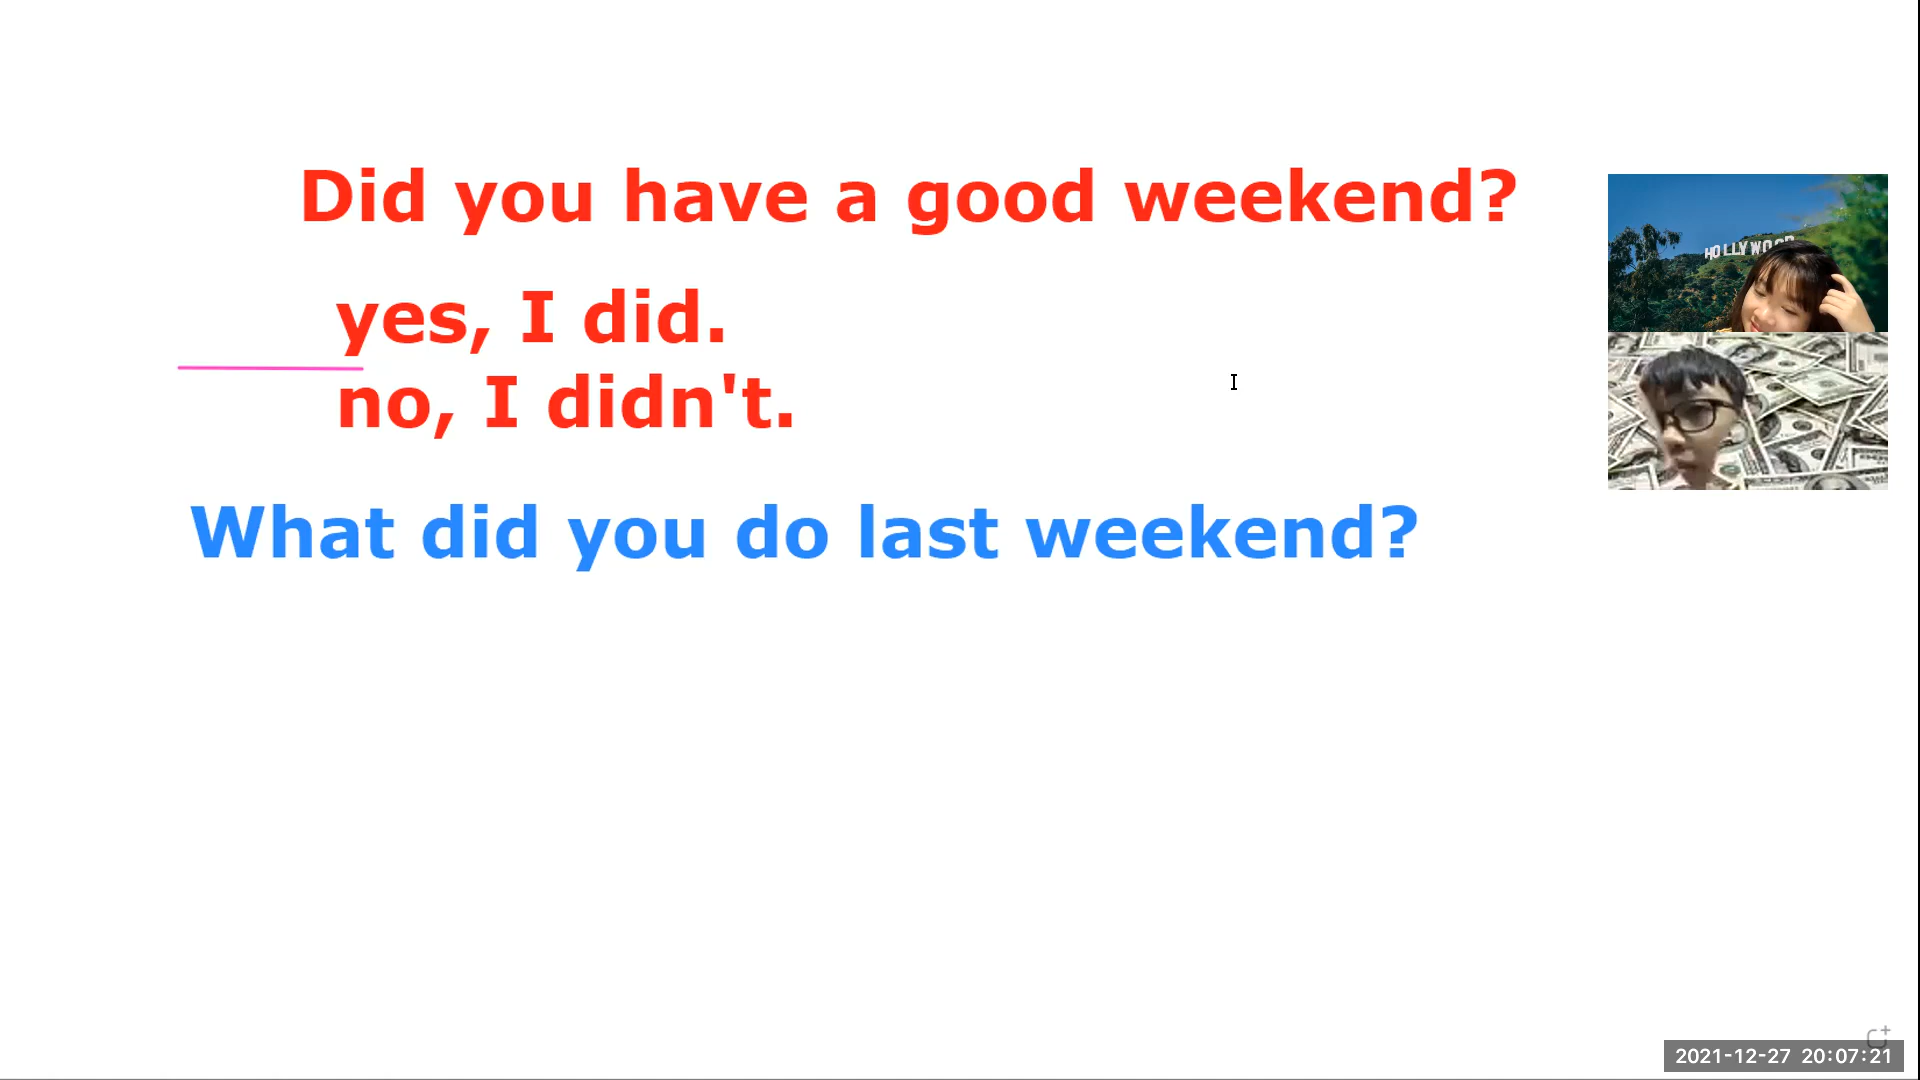 Did you have a good weekend?
HOLLYWOOD
yes, I did.
no, I didn't.
What did you do last weekend?
2021-12-27 20:07:21